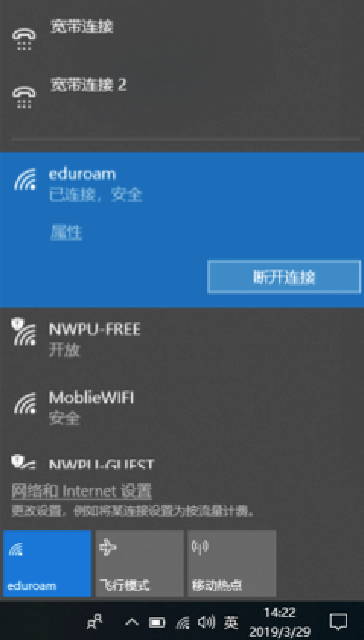 宽带连接
宽带连接 2
eduroam
已连接，安全
属性
断开连接
NWPU-FREE
开放
MoblieWIFI
安全
NWPU-GUEST
网络和 Internet 设置
更改设置，例如将某连接设置为按流量计费。
eduroam
飞行模式
移动热点
英
14:22
2019/3/29